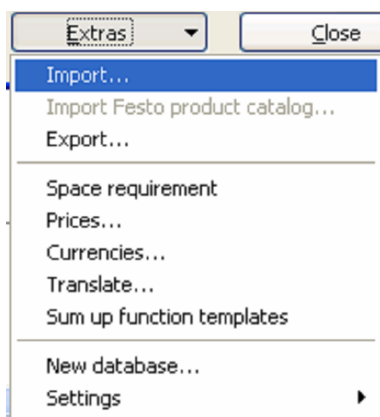 Extras Close
Import...
Import Festo product catalog...
Export...
Space requirement
Prices...
Currencies...
Translate...
Sum up function templates
New database...
Settings